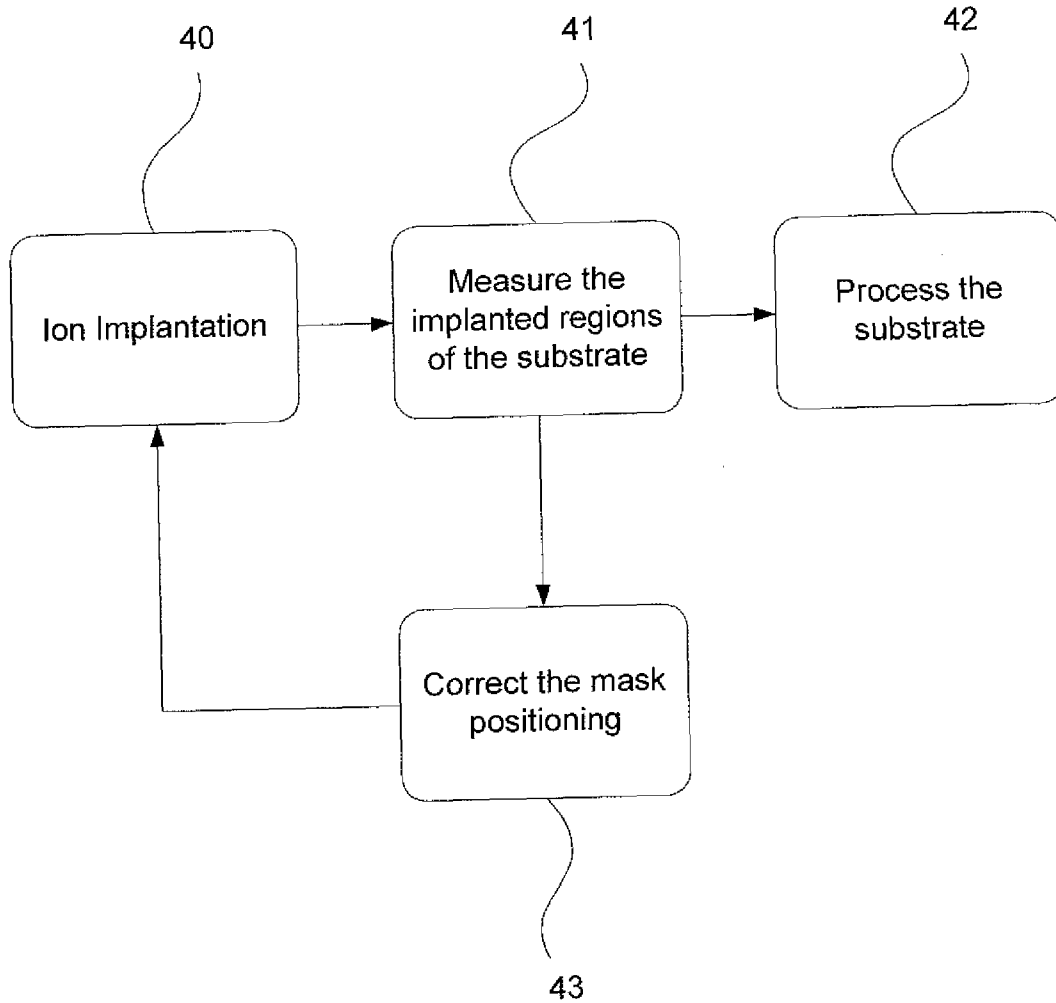 40
41
42
Ion Implantation
Measure the
implanted regions
of the substrate
Process the
substrate
Correct the mask
positioning
43